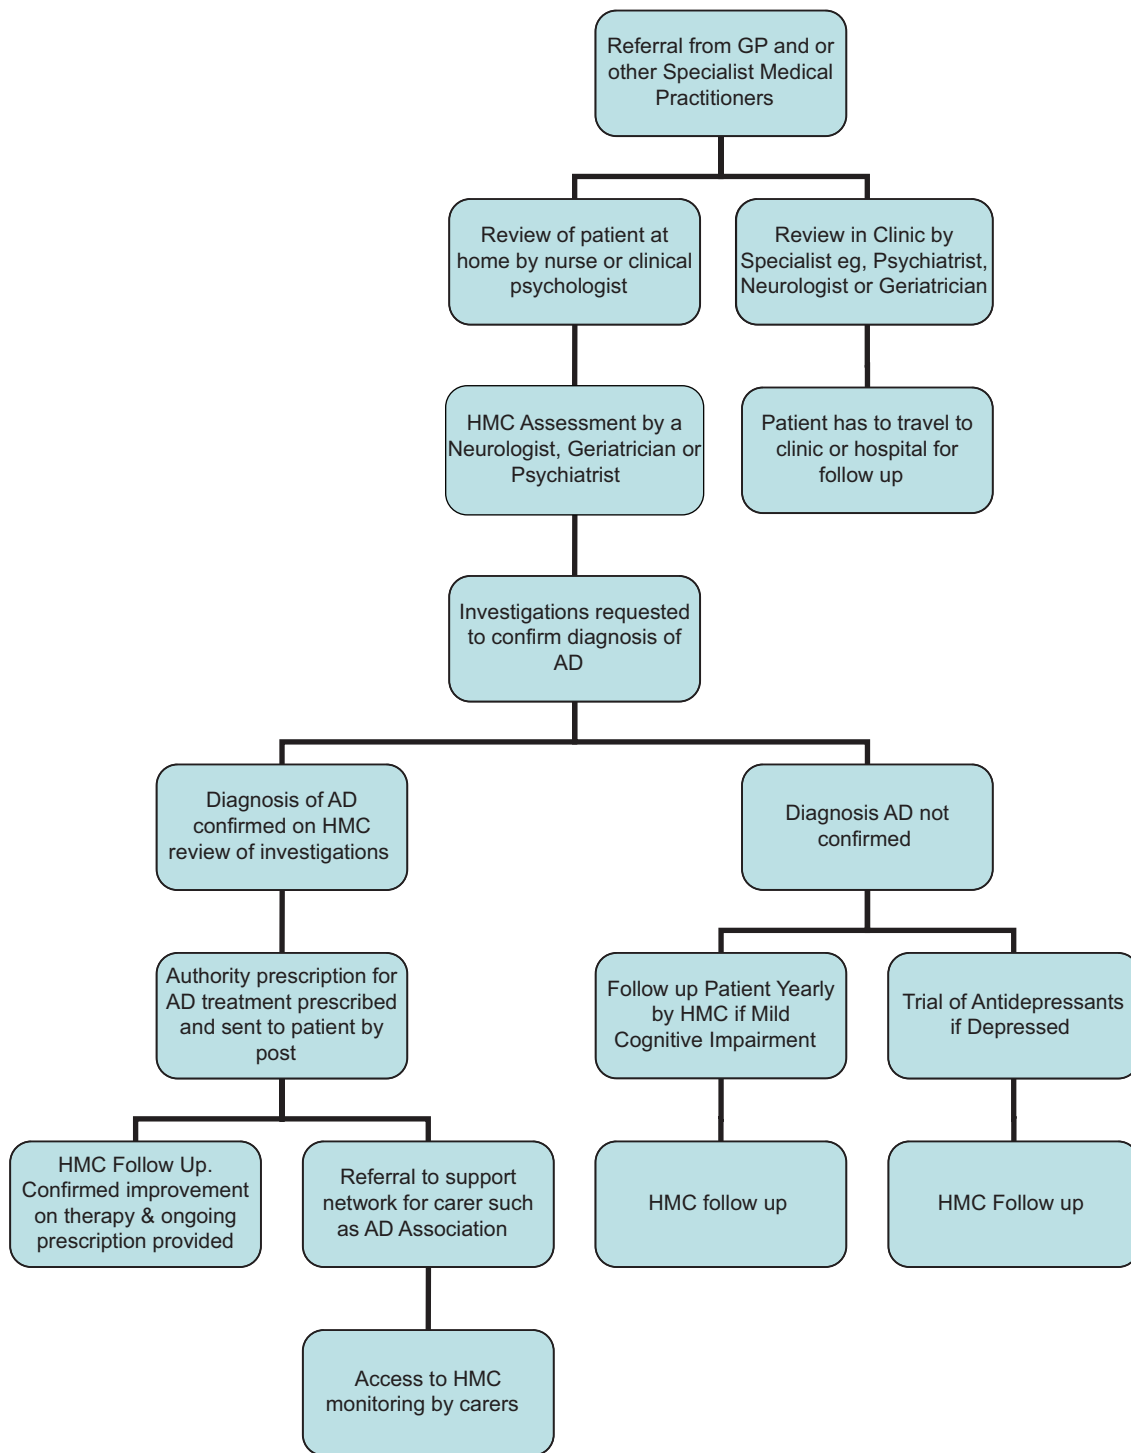 Referral from GP and or
other Specialist Medical
Practitioners
Review of patient at
home by nurse or clinical
psychologist
Review in Clinic by
Specialist eg, Psychiatrist,
Neurologist or Geriatrician
HMC Assessment by a
Neurologist, Geriatrician or
Psychiatrist
Patient has to travel to
clinic or hospital for
follow up
Investigations requested
to confirm diagnosis of
AD
Diagnosis of AD
confirmed on HMC
review of investigations
Diagnosis AD not
confirmed
Authority prescription for
AD treatment prescribed
and sent to patient by
post
Follow up Patient Yearly
by HMC if Mild
Cognitive Impairment
Trial of Antidepressants
if Depressed
HMC Follow Up.
Confirmed improvement
on therapy & ongoing
prescription provided
Referral to support
network for carer such
as AD Association
HMC follow up
HMC Follow up
Access to HMC
monitoring by carers